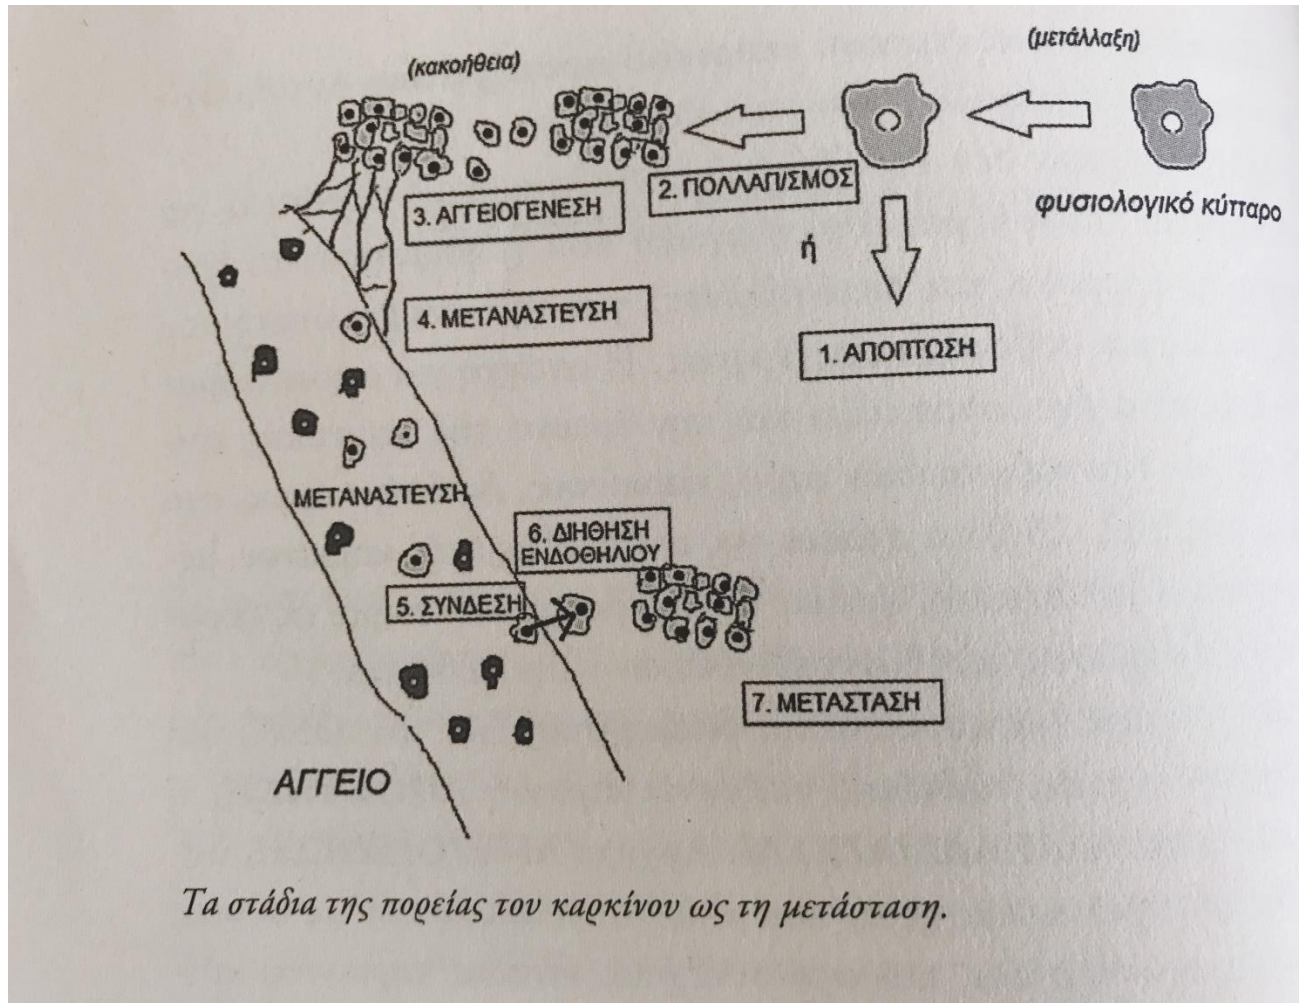 (μετάλλαξη)
(κακοήθεια)
φυσιολογικό κύτταρο
2. ΠΟΛΛΑΠ/ΣΜΟΣ
3. ΑΓΓΕΙΟΓΕΝΕΣΗ
ή
4. ΜΕΤΑΝΑΣΤΕΥΣΗ
1. ΑΠΟΠΤΩΣΗ
ΜΕΤΑΝΑΣΤΕΥΣΗ
6. ΔΙΗΘΗΣΗ
ΕΝΔΟΘΗΛΙΟΥ
5. ΣΥΝΔΕΣΗ
7. ΜΕΤΑΣΤΑΣΗ
ΑΓΓΕΙΟ
Τα στάδια της πορείας του καρκίνου ως τη μετάσταση.